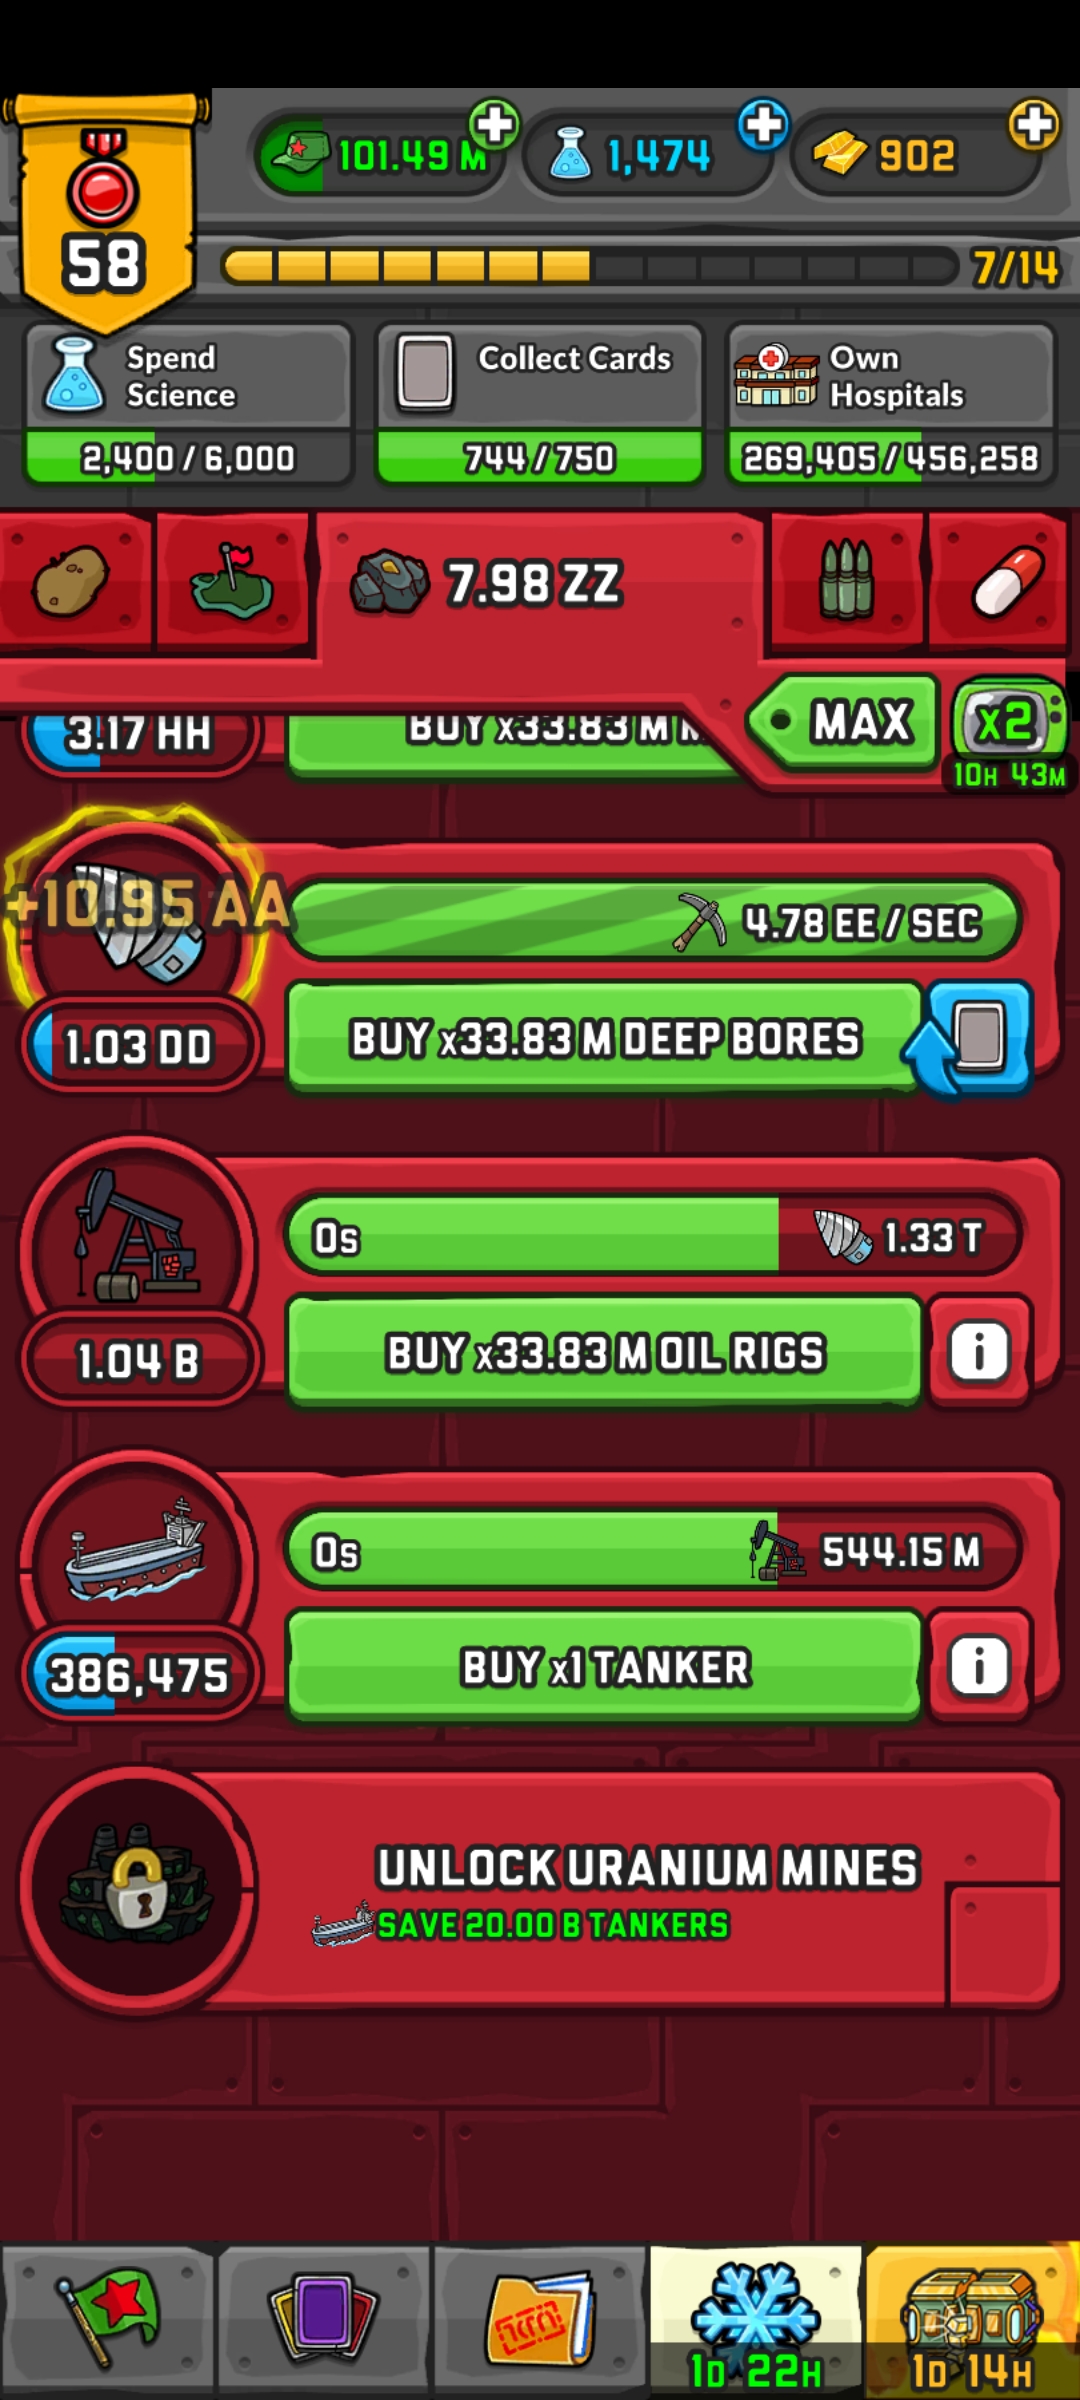 101.49 M
1,474
902
58
7/14
Spend
Science
Collect Cards
Own
Hospitals
2,400 / 6,000
744 / 750
269,405 / 456,258
7.98 ZZ
MAX
x2
10H 43M
3.17 HH
BUY x33.83 M
+10.95 AA
4.78 EE / SEC
1.03 DD
BUY x33.83 M DEEP BORES
0s
1.33 T
1.04 B
BUY x33.83 M OIL RIGS
i
0s
544.15 M
386,475
BUY x1 TANKER
i
UNLOCK URANIUM MINES
SAVE 20.00 B TANKERS
1D 22H
1D 14H